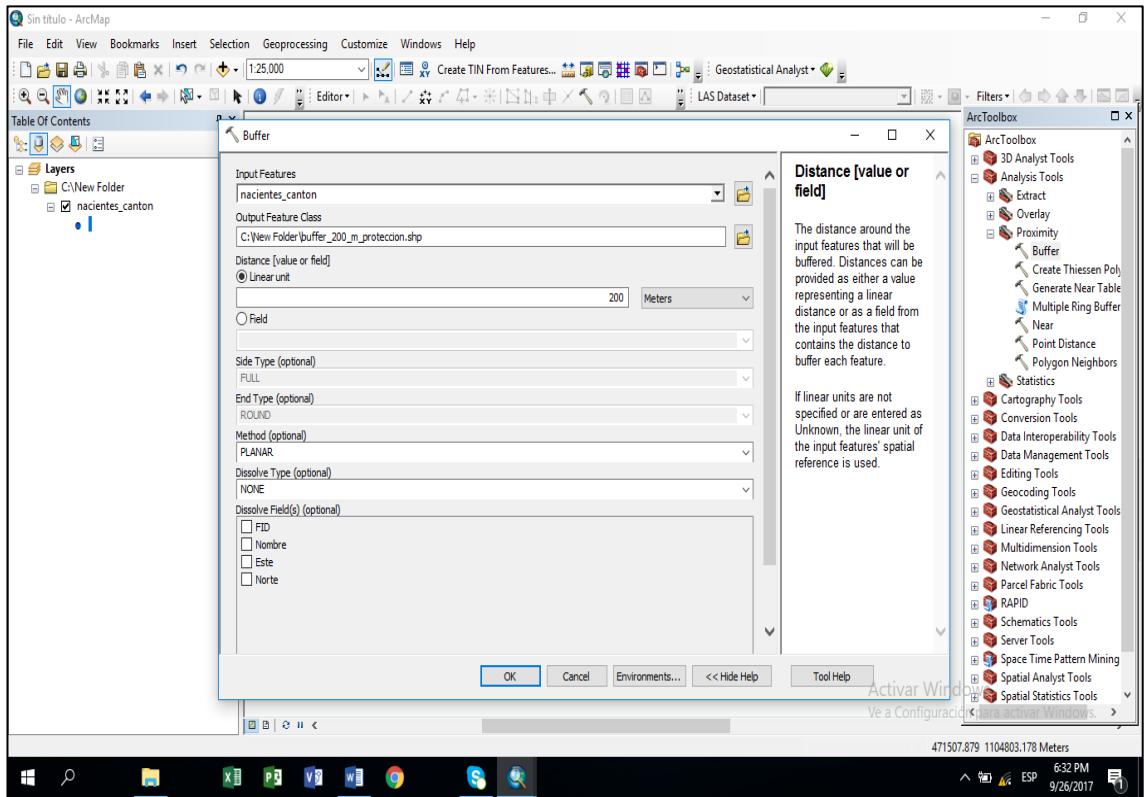 Sin título - ArcMap
File Edit View Bookmarks Insert Selection Geoprocessing Customize Windows Help
1:25,000
Create TIN From Features...
Geostatistical Analyst
Editor
LAS Dataset
Filters
Table Of Contents
Layers
C:\New Folder
nacientes_canton
Buffer
Input Features
nacientes_canton
Output Feature Class
C:\New Folder\buffer_200_m_proteccion.shp
Distance [value or field]
Linear unit
200 Meters
Field
Side Type (optional)
FULL
End Type (optional)
ROUND
Method (optional)
PLANAR
Dissolve Type (optional)
NONE
Dissolve Field(s) (optional)
FID
Nombre
Este
Norte
OK Cancel Environments... << Hide Help Tool Help
Distance [value or
field]
The distance around the
input features that will be
buffered. Distances can be
provided as either a value
representing a linear
distance or as a field from
the input features that
contains the distance to
buffer each feature.
If linear units are not
specified or are entered as
Unknown, the linear unit of
the input features' spatial
reference is used.
ArcToolbox
ArcToolbox
3D Analyst Tools
Analysis Tools
Extract
Overlay
Proximity
Buffer
Create Thiessen Poly
Generate Near Table
Multiple Ring Buffer
Near
Point Distance
Polygon Neighbors
Statistics
Cartography Tools
Conversion Tools
Data Interoperability Tools
Data Management Tools
Editing Tools
Geocoding Tools
Geostatistical Analyst Tools
Linear Referencing Tools
Multidimension Tools
Network Analyst Tools
Parcel Fabric Tools
RAPID
Schematics Tools
Server Tools
Space Time Pattern Mining
Spatial Analyst Tools
Spatial Statistics Tools
Activar Windows
Ve a Configuración para activar Windows.
471507.879 1104803.178 Meters
ESP
6:32 PM
9/26/2017